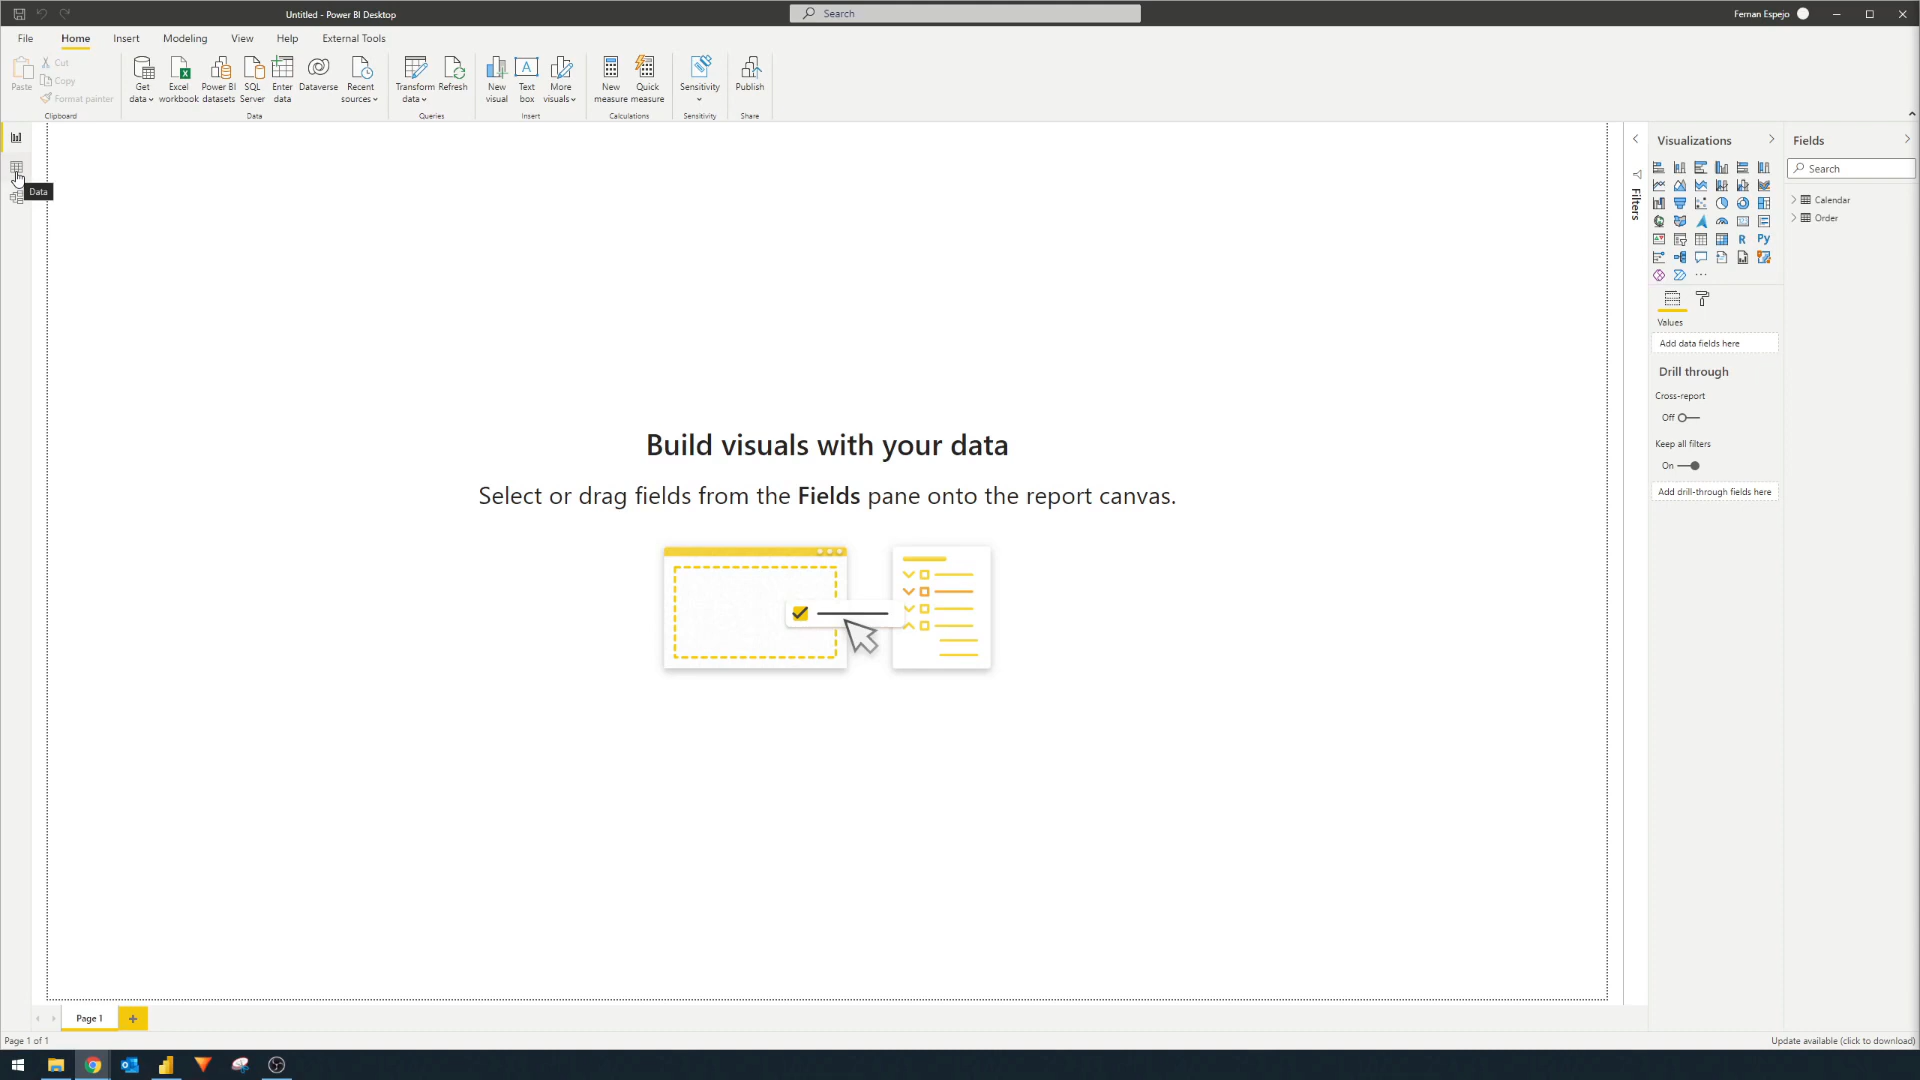 Untitled - Power BI Desktop
Search
Fernan Espejo
File
Home
Insert
Modeling
View
Help
External Tools
Paste
Cut
Copy
Format painter
Clipboard
Get data
Excel workbook
Power BI datasets
SQL Server
Enter data
Dataverse
Recent sources
Data
Transform data
Refresh
Queries
New visual
Text box
More visuals
Insert
New measure
Quick measure
Calculations
Sensitivity
Sensitivity
Publish
Share
Data
Build visuals with your data
Select or drag fields from the Fields pane onto the report canvas.
Filters
Visualizations
R
Py
Values
Add data fields here
Drill through
Cross-report
Off
Keep all filters
On
Add drill-through fields here
Fields
Search
Calendar
Order
Page 1
Page 1 of 1
Update available (click to download)